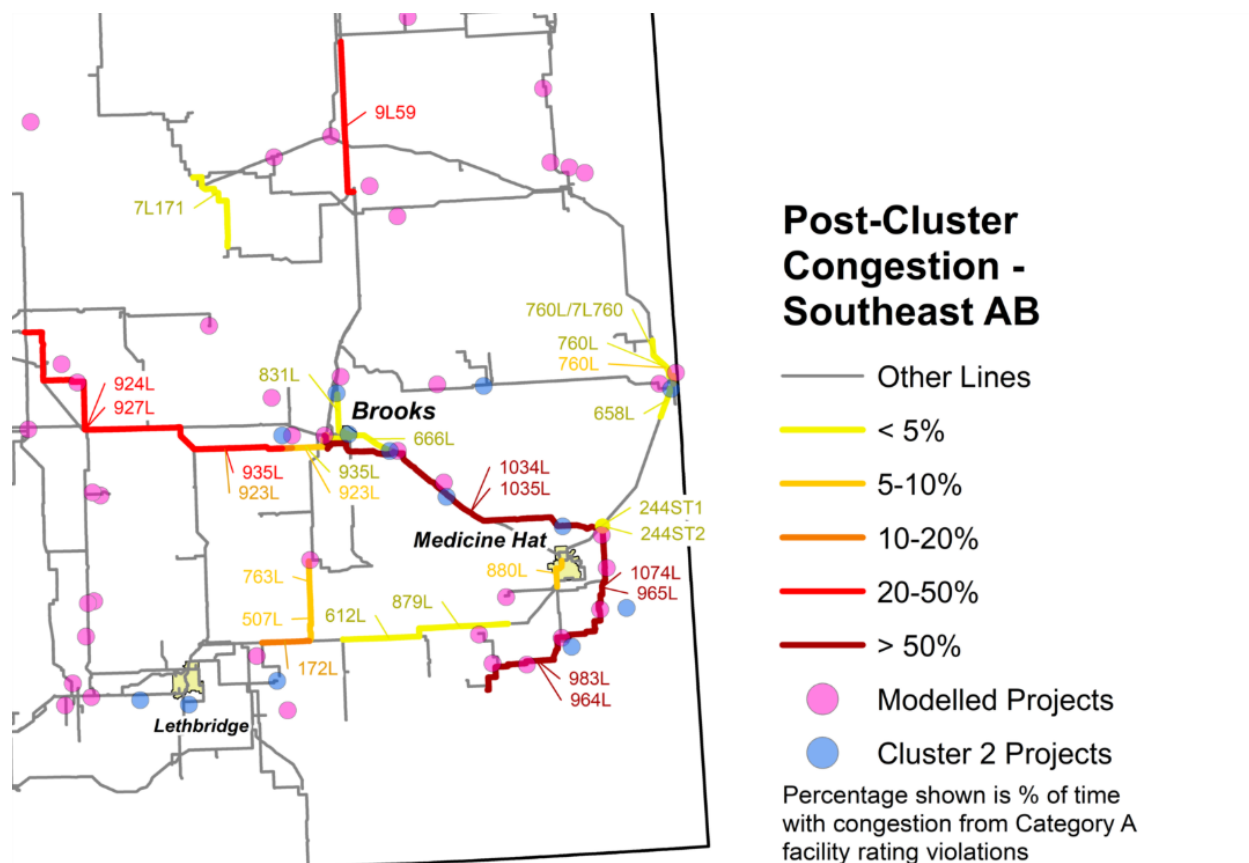 9L59
7L171
760L/7L760
760L
760L
924L
927L
831L
Brooks
658L
666L
935L
923L
935L
923L
1034L
1035L
244ST1
244ST2
Medicine Hat
763L
880L
1074L
965L
507L
612L
879L
172L
983L
964L
Lethbridge
Post-Cluster
Congestion -
Southeast AB
Other Lines
< 5%
5-10%
10-20%
20-50%
> 50%
Modelled Projects
Cluster 2 Projects
Percentage shown is % of time
with congestion from Category A
facility rating violations